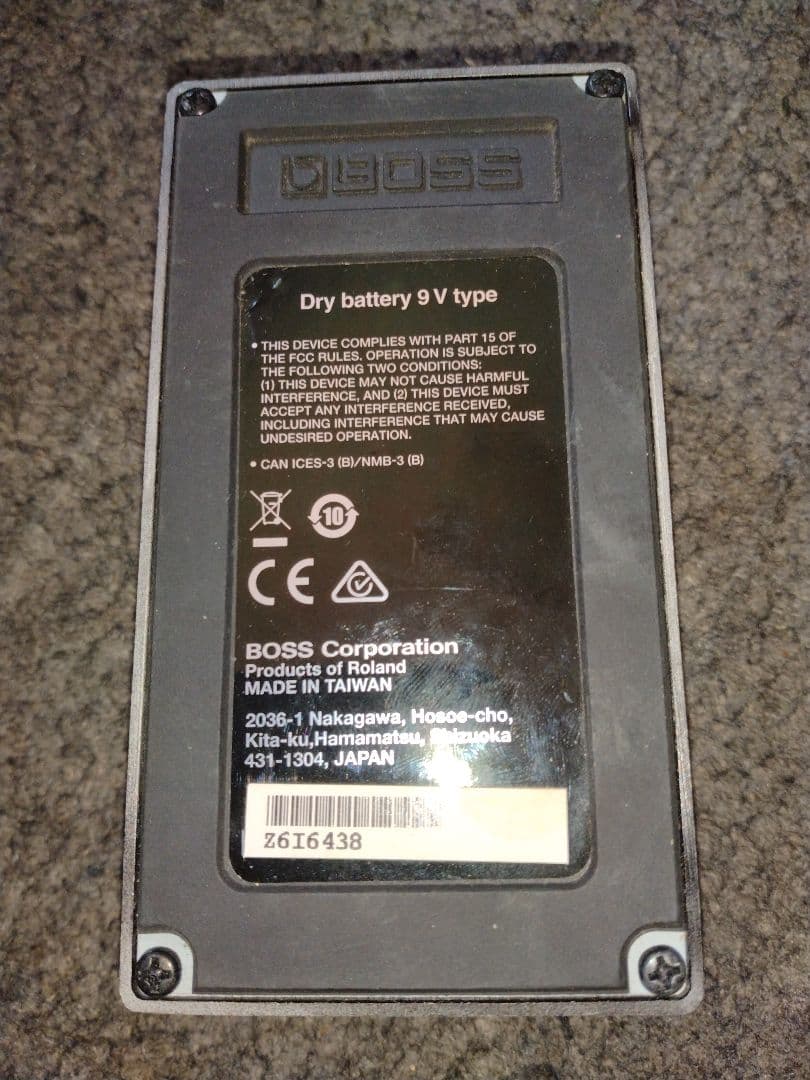 BOSS
Dry battery 9 V type
• THIS DEVICE COMPLIES WITH PART 15 OF
THE FCC RULES. OPERATION IS SUBJECT TO
THE FOLLOWING TWO CONDITIONS:
(1) THIS DEVICE MAY NOT CAUSE HARMFUL
INTERFERENCE, AND (2) THIS DEVICE MUST
ACCEPT ANY INTERFERENCE RECEIVED,
INCLUDING INTERFERENCE THAT MAY CAUSE
UNDESIRED OPERATION.
• CAN ICES-3 (B)/NMB-3 (B)
10
CE
BOSS Corporation
Products of Roland
MADE IN TAIWAN
2036-1 Nakagawa, Hosoe-cho,
Kita-ku,Hamamatsu, Shizuoka
431-1304, JAPAN
Z6I6438